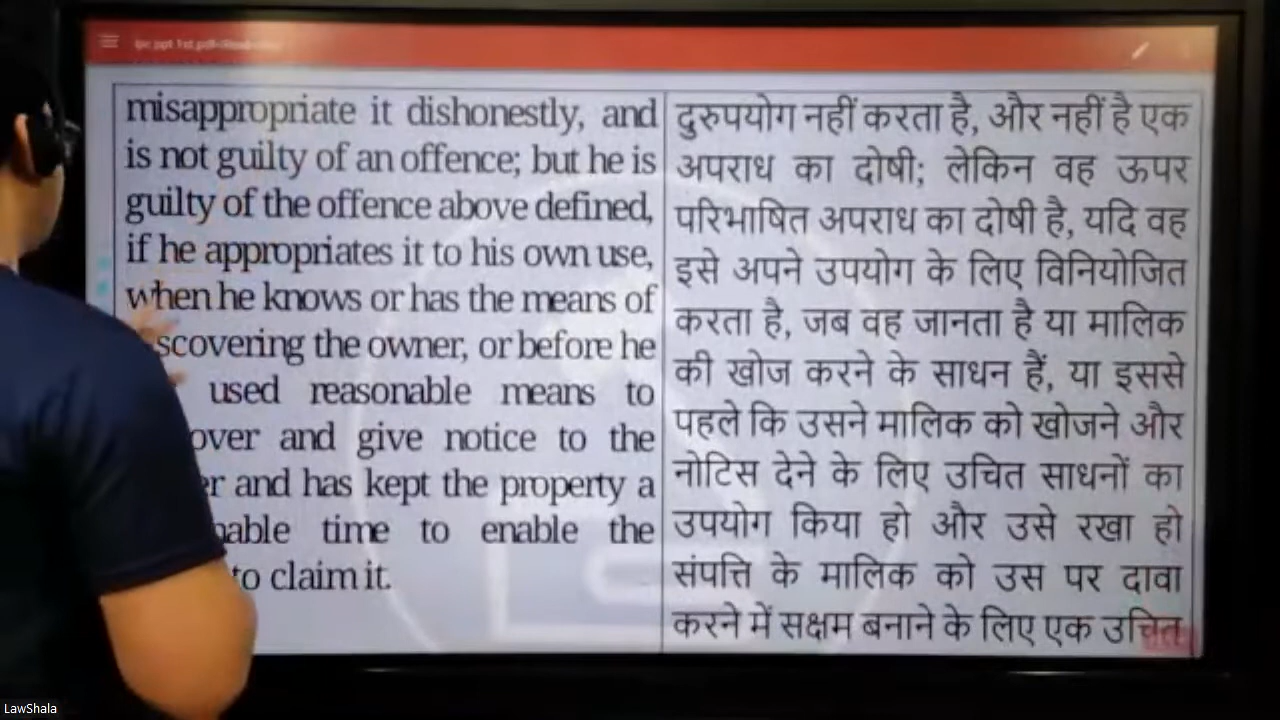 misappropriate it dishonestly, and
is not guilty of an offence; but he is
guilty of the offence above defined,
if he appropriates it to his own use,
when he knows or has the means of
scovering the owner, or before he
used reasonable means to
over and give notice to the
er and has kept the property a
nable time to enable the
to claim it.
दुरुपयोग नहीं करता है, और नहीं है एक
अपराध का दोषी; लेकिन वह ऊपर
परिभाषित अपराध का दोषी है, यदि वह
इसे अपने उपयोग के लिए विनियोजित
करता है, जब वह जानता है या मालिक
की खोज करने के साधन हैं, या इससे
पहले कि उसने मालिक को खोजने और
नोटिस देने के लिए उचित साधनों का
उपयोग किया हो और उसे रखा हो
संपत्ति के मालिक को उस पर दावा
करने में सक्षम बनाने के लिए एक उचित
LawShala